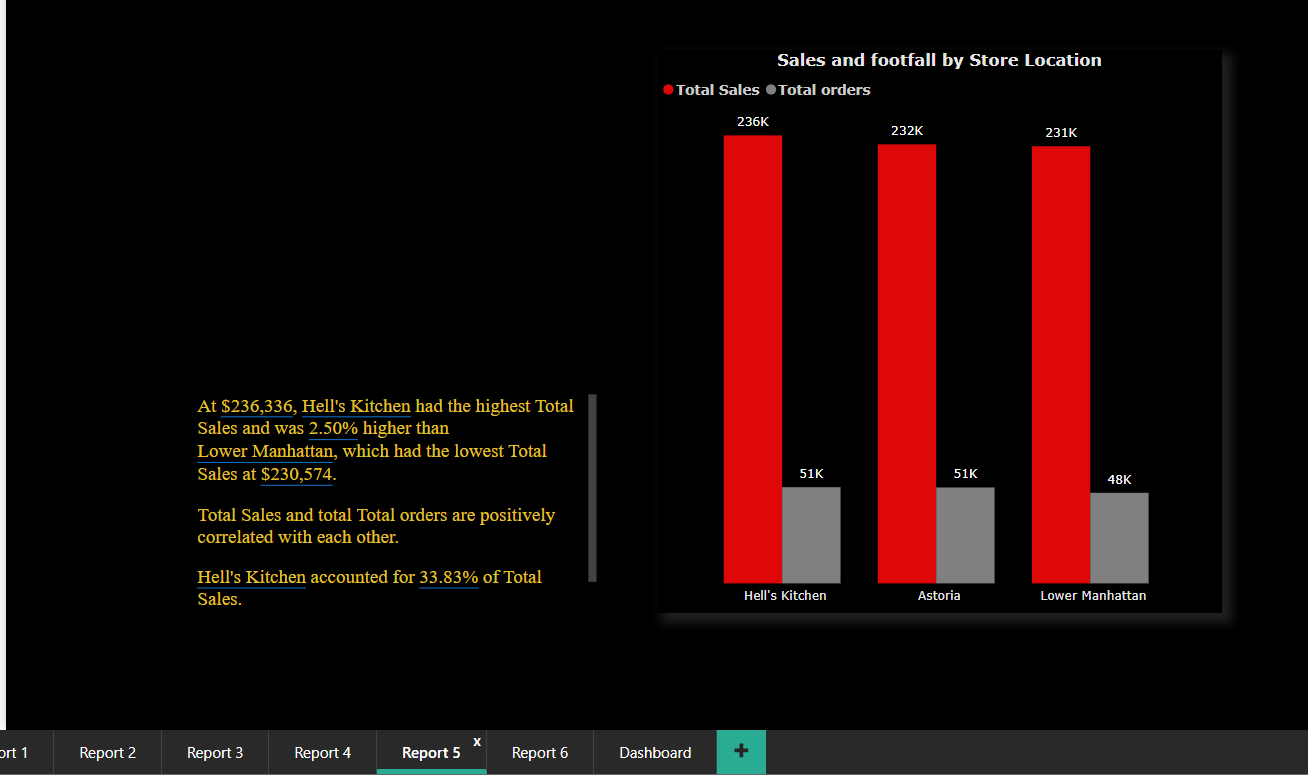 Sales and footfall by Store Location
Total Sales Total orders
236K
232K
231K
51K
51K
48K
Hell's Kitchen
Astoria
Lower Manhattan
At $236,336, Hell's Kitchen had the highest Total
Sales and was 2.50% higher than
Lower Manhattan, which had the lowest Total
Sales at $230,574.
Total Sales and total Total orders are positively
correlated with each other.
Hell's Kitchen accounted for 33.83% of Total
Sales.
ort 1
Report 2
Report 3
Report 4
Report 5
x
Report 6
Dashboard
+